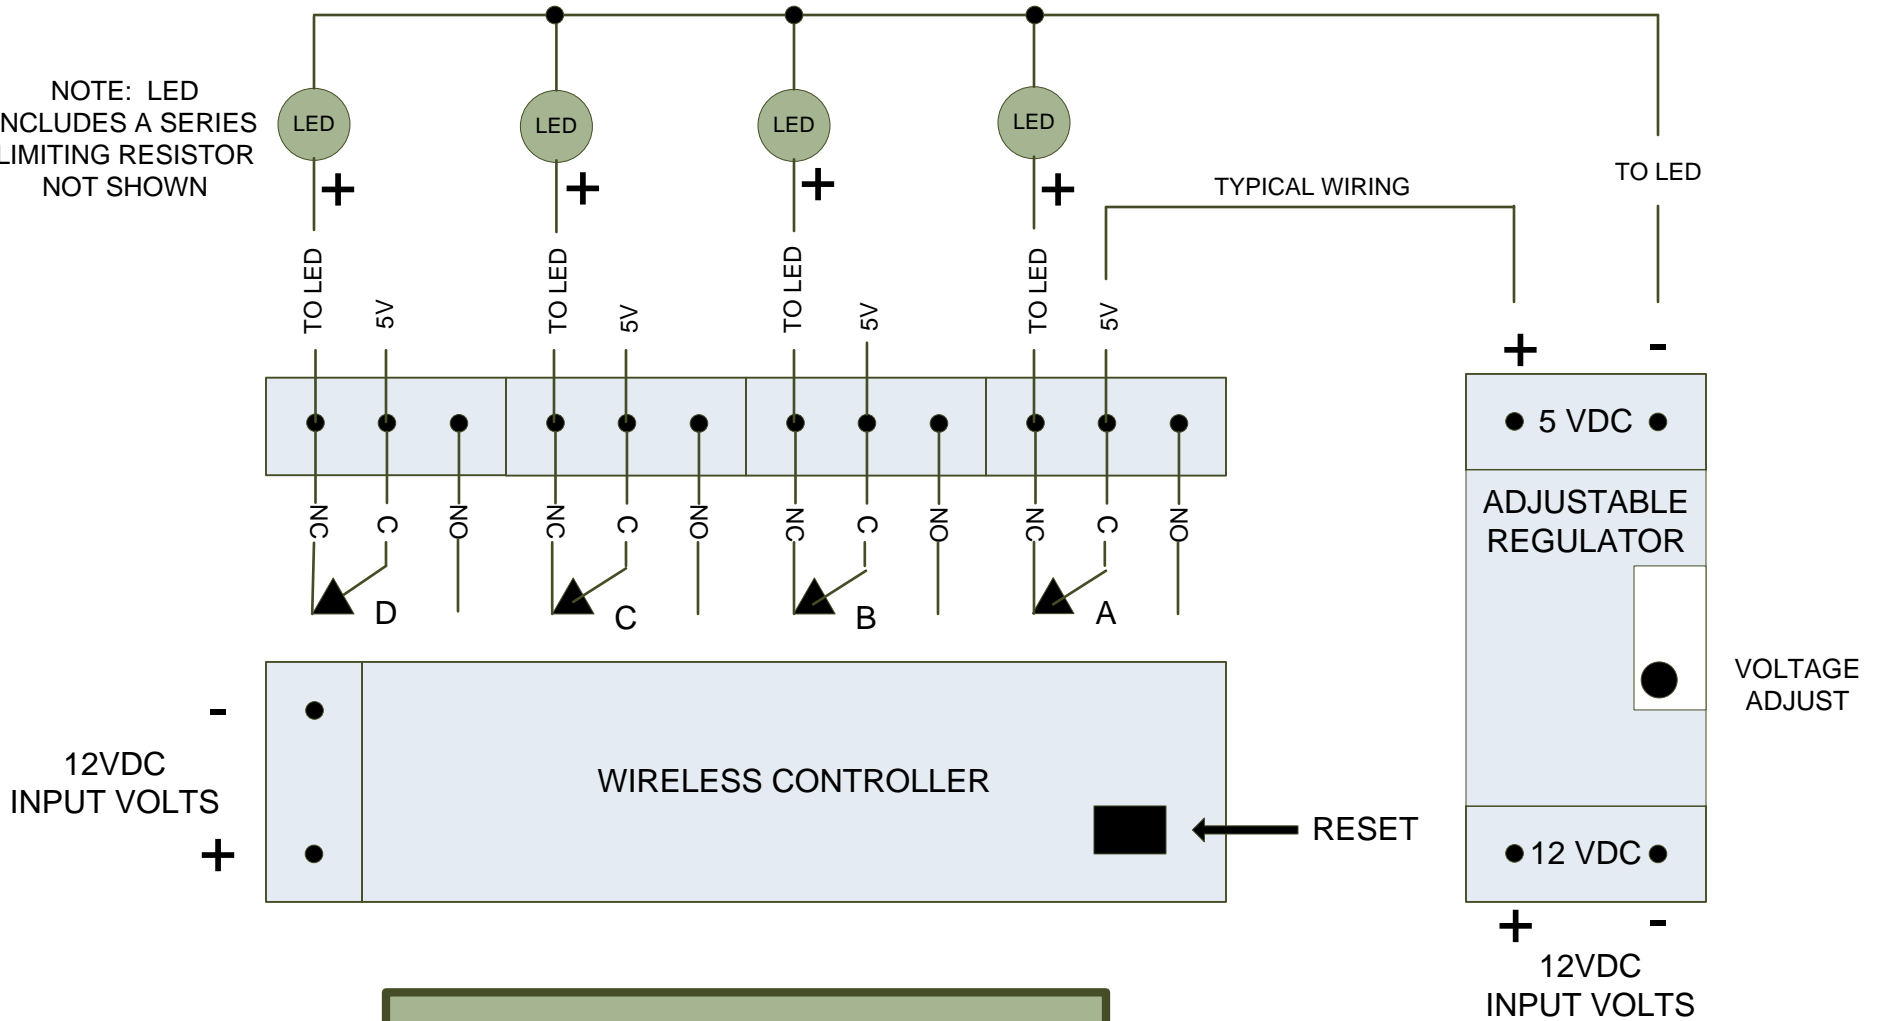 NOTE: LED
NCLUDES A SERIES
LIMITING RESISTOR
NOT SHOWN
LED
LED
LED
LED
+
+
+
+
TYPICAL WIRING
TO LED
TO LED
5V
TO LED
5V
TO LED
5V
TO LED
5V
+
-
5 VDC
NC
C
NO
NC
C
NO
NC
C
NO
NC
C
NO
D
C
B
A
ADJUSTABLE
REGULATOR
VOLTAGE
ADJUST
-
12VDC
INPUT VOLTS
+
WIRELESS CONTROLLER
RESET
12 VDC
+
-
12VDC
INPUT VOLTS